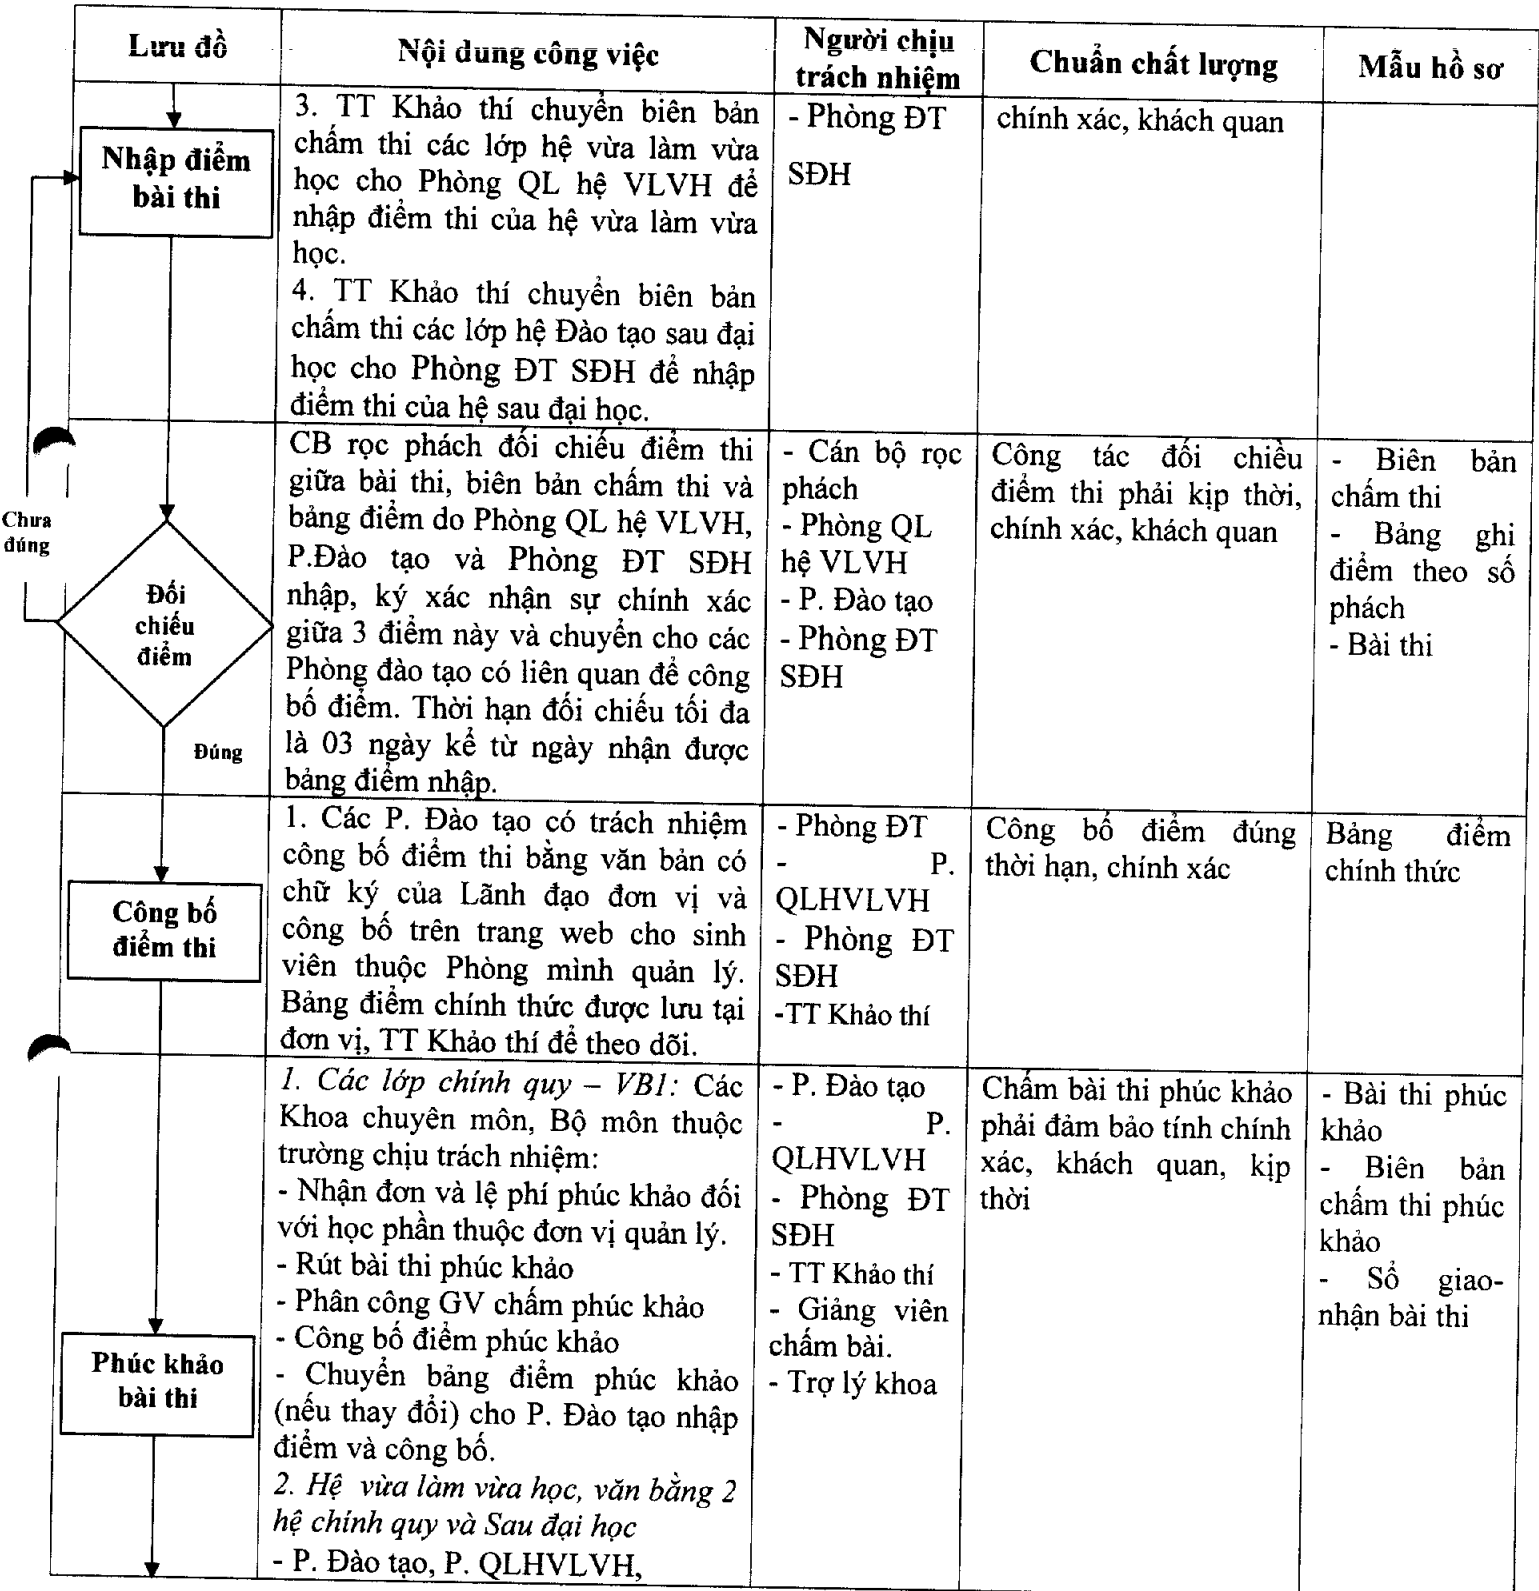 Lưu đồ
Nội dung công việc
Người chịu
trách nhiệm
Chuẩn chất lượng
Mẫu hồ sơ
Nhập điểm
bài thi
3. TT Khảo thí chuyển biên bản
chấm thi các lớp hệ vừa làm vừa
học cho Phòng QL hệ VLVH để
nhập điểm thi của hệ vừa làm vừa
học.
4. TT Khảo thí chuyển biên bản
chấm thi các lớp hệ Đào tạo sau đại
học cho Phòng ĐT SĐH để nhập
điểm thi của hệ sau đại học.
- Phòng ĐT
SĐH
chính xác, khách quan
Chưa
đúng
Đối
chiếu
điểm
Đúng
CB rọc phách đối chiếu điểm thi
giữa bài thi, biên bản chấm thi và
bảng điểm do Phòng QL hệ VLVH,
P.Đào tạo và Phòng ĐT SĐH
nhập, ký xác nhận sự chính xác
giữa 3 điểm này và chuyển cho các
Phòng đào tạo có liên quan để công
bố điểm. Thời hạn đối chiếu tối đa
là 03 ngày kể từ ngày nhận được
bảng điểm nhập.
- Cán bộ rọc
phách
- Phòng QL
hệ VLVH
- P. Đào tạo
- Phòng ĐT
SĐH
Công tác đối chiều
điểm thi phải kịp thời,
chính xác, khách quan
- Biên bản
chấm thi
- Bảng ghi
điểm theo số
phách
- Bài thi
Công bố
điểm thi
1. Các P. Đào tạo có trách nhiệm
công bố điểm thi bằng văn bản có
chữ ký của Lãnh đạo đơn vị và
công bố trên trang web cho sinh
viên thuộc Phòng mình quản lý.
Bảng điểm chính thức được lưu tại
đơn vị, TT Khảo thí để theo dõi.
- Phòng ĐT
- P.
QLHVLVH
- Phòng ĐT
SĐH
-TT Khảo thí
Công bố điểm đúng
thời hạn, chính xác
Bảng điểm
chính thức
Phúc khảo
bài thi
1. Các lớp chính quy – VB1: Các
Khoa chuyên môn, Bộ môn thuộc
trường chịu trách nhiệm:
- Nhận đơn và lệ phí phúc khảo đối
với học phần thuộc đơn vị quản lý.
- Rút bài thi phúc khảo
- Phân công GV chấm phúc khảo
- Công bố điểm phúc khảo
- Chuyển bảng điểm phúc khảo
(nếu thay đổi) cho P. Đào tạo nhập
điểm và công bố.
2. Hệ vừa làm vừa học, văn bằng 2
hệ chính quy và Sau đại học
- P. Đào tạo, P. QLHVLVH,
- P. Đào tạo
- P.
QLHVLVH
- Phòng ĐT
SĐH
- TT Khảo thí
- Giảng viên
chấm bài.
- Trợ lý khoa
Chấm bài thi phúc khảo
phải đảm bảo tính chính
xác, khách quan, kịp
thời
- Bài thi phúc
khảo
- Biên bản
chấm thi phúc
khảo
- Sổ giao-
nhận bài thi